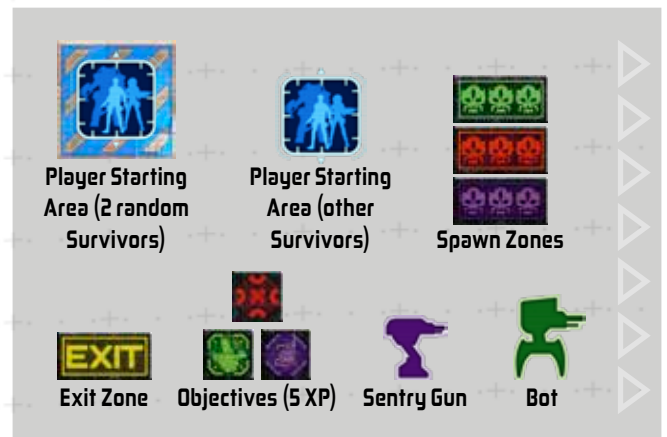 Player Starting
Area (2 random
Survivors)
Player Starting
Area (other
Survivors)
Spawn Zones
EXIT
Exit Zone
Objectives (5 XP)
Sentry Gun
Bot